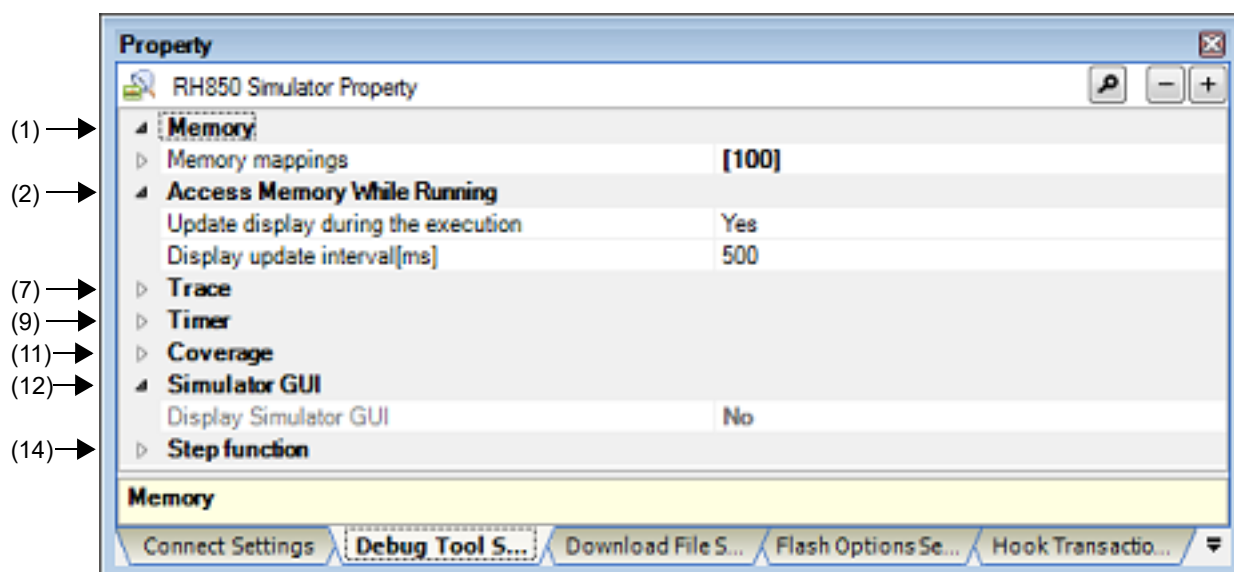 Property
RH850 Simulator Property
(1) Memory
Memory mappings [100]
(2) Access Memory While Running
Update display during the execution Yes
Display update interval[ms] 500
(7) Trace
(9) Timer
(11) Coverage
(12) Simulator GUI
Display Simulator GUI No
(14) Step function
Memory
Connect Settings Debug Tool S... Download File S... Flash Options Se... Hook Transactio...